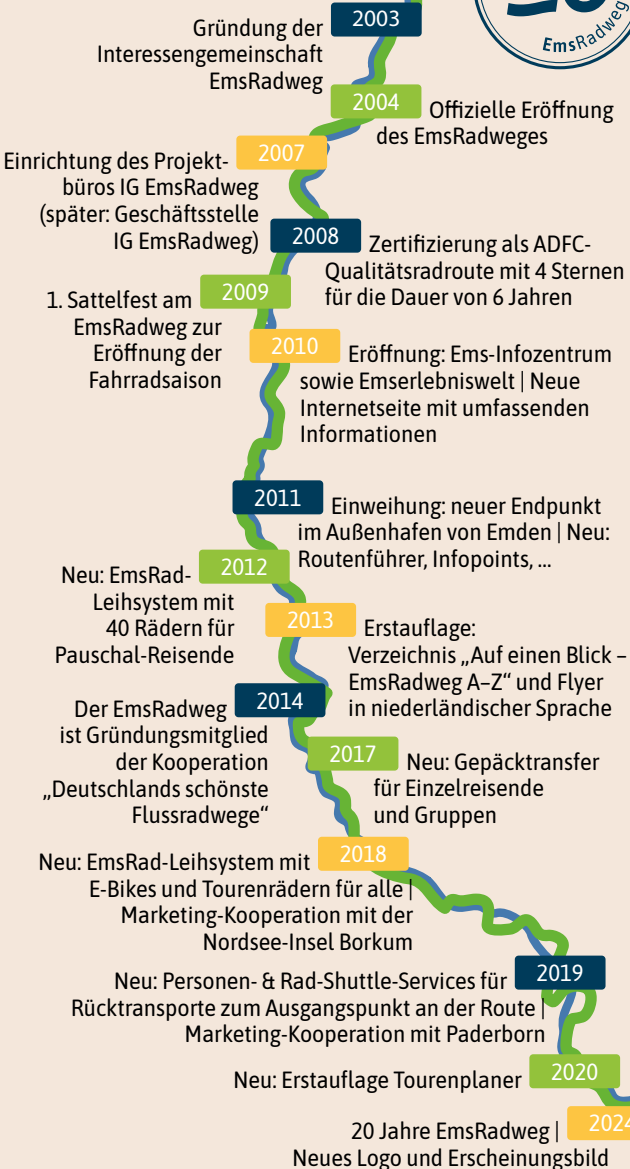 2003
Gründung der
Interessengemeinschaft
EmsRadweg
EmsRadweg
2004
Offizielle Eröffnung
des EmsRadweges
2007
Einrichtung des Projekt-
büros IG EmsRadweg
(später: Geschäftsstelle
IG EmsRadweg)
2008
Zertifizierung als ADFC-
Qualitätsradroute mit 4 Sternen
für die Dauer von 6 Jahren
2009
1. Sattelfest am
EmsRadweg zur
Eröffnung der
Fahrradsaison
2010
Eröffnung: Ems-Infozentrum
sowie Emserlebniswelt | Neue
Internetseite mit umfassenden
Informationen
2011
Einweihung: neuer Endpunkt
im Außenhafen von Emden | Neu:
Routenführer, Infopoints, ...
2012
Neu: EmsRad-
Leihsystem mit
40 Rädern für
Pauschal-Reisende
2013
Erstauflage:
Verzeichnis „Auf einen Blick –
EmsRadweg A–Z“ und Flyer
in niederländischer Sprache
2014
Der EmsRadweg
ist Gründungsmitglied
der Kooperation
„Deutschlands schönste
Flussradwege“
2017
Neu: Gepäcktransfer
für Einzelreisende
und Gruppen
2018
Neu: EmsRad-Leihsystem mit
E-Bikes und Tourenrädern für alle |
Marketing-Kooperation mit der
Nordsee-Insel Borkum
2019
Neu: Personen- & Rad-Shuttle-Services für
Rücktransporte zum Ausgangspunkt an der Route |
Marketing-Kooperation mit Paderborn
2020
Neu: Erstauflage Tourenplaner
2024
20 Jahre EmsRadweg |
Neues Logo und Erscheinungsbild